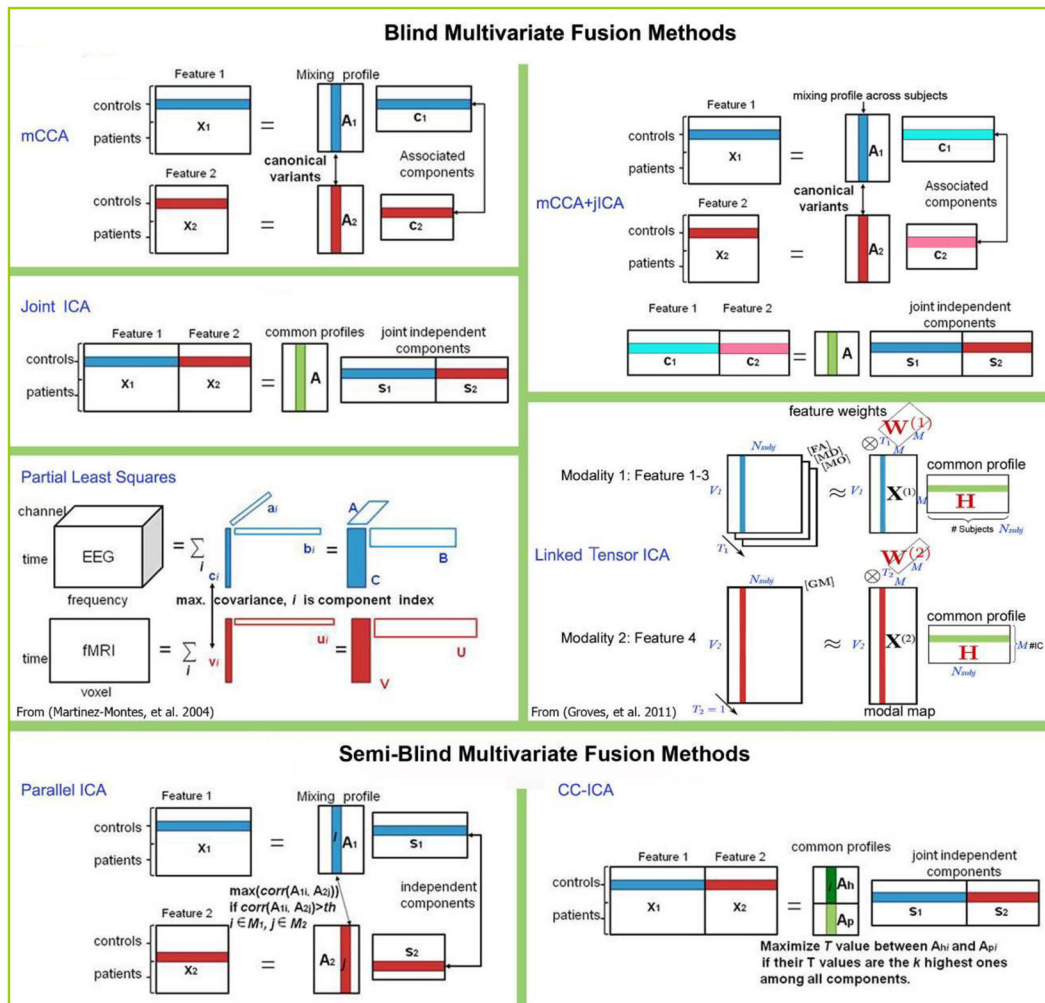 Blind Multivariate Fusion Methods
mCCA
Feature 1
Mixing profile
controls
patients
X1
=
A1
C1
canonical
variants
Associated
components
Feature 2
controls
patients
X2
=
A2
C2
mCCA+jICA
Feature 1
mixing profile across subjects
controls
patients
X1
=
A1
C1
canonical
variants
Associated
components
Feature 2
controls
patients
X2
=
A2
C2
Feature 1
Feature 2
joint independent
components
C1
C2
=
A
S1
S2
Joint ICA
Feature 1
Feature 2
common profiles
joint independent
components
controls
patients
X1
X2
=
A
S1
S2
Partial Least Squares
channel
time
EEG
frequency
= ∑
i
ai
bi
ci
=
A
B
C
max. covariance, i is component index
time
fMRI
voxel
= ∑
i
vi
ui
=
U
V
From (Martinez-Montes, et al. 2004)
Linked Tensor ICA
feature weights
Modality 1: Feature 1-3
Nsubj
[FA]
[MD]
[MO]
V1
T1
≈
V1
X(1)
⊗
T1
W(1)
M
M
common profile
M
H
# Subjects
Nsubj
Modality 2: Feature 4
Nsubj
[GM]
V2
T2 = 1
≈
V2
X(2)
⊗
T2
W(2)
M
M
common profile
H
M #IC
Nsubj
modal map
From (Groves, et al. 2011)
Semi-Blind Multivariate Fusion Methods
Parallel ICA
Feature 1
Mixing profile
controls
patients
X1
=
i
A1
S1
max(corr(A1i, A2j))
if corr(A1i, A2j)>th
i ∈ M1, j ∈ M2
independent
components
Feature 2
controls
patients
X2
=
A2
j
S2
CC-ICA
Feature 1
Feature 2
common profiles
joint independent
components
controls
patients
X1
X2
=
i
Ah
Ap
S1
S2
Maximize T value between Ahi and Api
if their T values are the k highest ones
among all components.